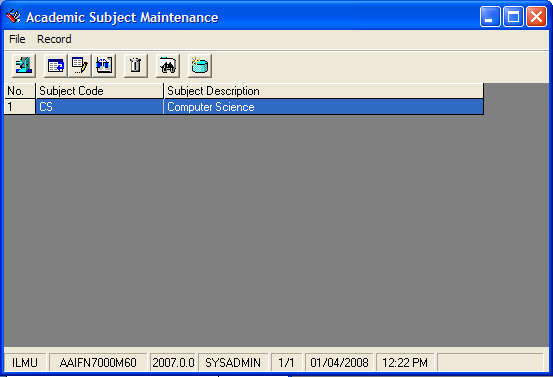 Academic Subject Maintenance
File Record
No. Subject Code Subject Description
1 CS Computer Science
ILMU AAIFN7000M60 2007.0.0 SYSADMIN 1/1 01/04/2008 12:22 PM